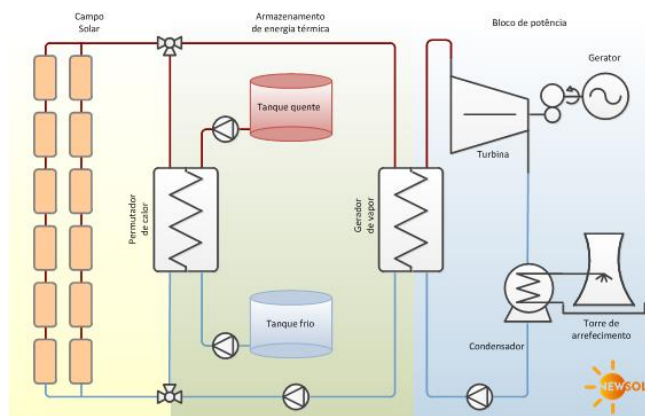 Campo
Solar
Armazenamento
de energia térmica
Bloco de potência
Gerator
Tanque quente
Turbina
Permutador
de calor
Gerador
de vapor
Tanque frio
Condensador
Torre de
arrefecimento
NEWSOL